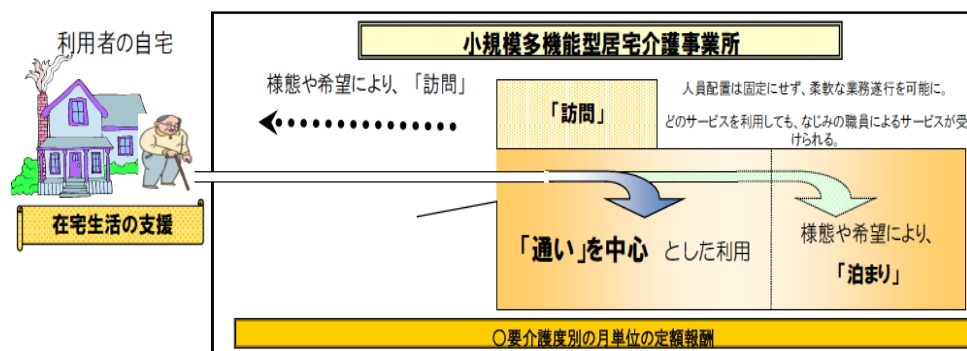 利用者の自宅
在宅生活の支援
小規模多機能型居宅介護事業所
様態や希望により、「訪問」
「訪問」
人員配置は固定にせず、柔軟な業務遂行を可能に。
どのサービスを利用しても、なじみの職員によるサービスが受
けられる。
「通い」を中心 とした利用
様態や希望により、
「泊まり」
○要介護度別の月単位の定額報酬